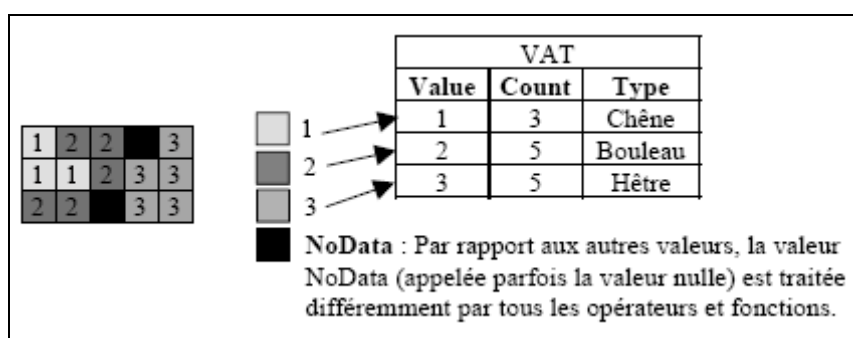 VAT
Value Count Type
1 3 Chêne
2 5 Bouleau
3 5 Hêtre
1
2
3
1 2 2 3
1 1 2 3 3
2 2 3 3
NoData : Par rapport aux autres valeurs, la valeur
NoData (appelée parfois la valeur nulle) est traitée
différemment par tous les opérateurs et fonctions.